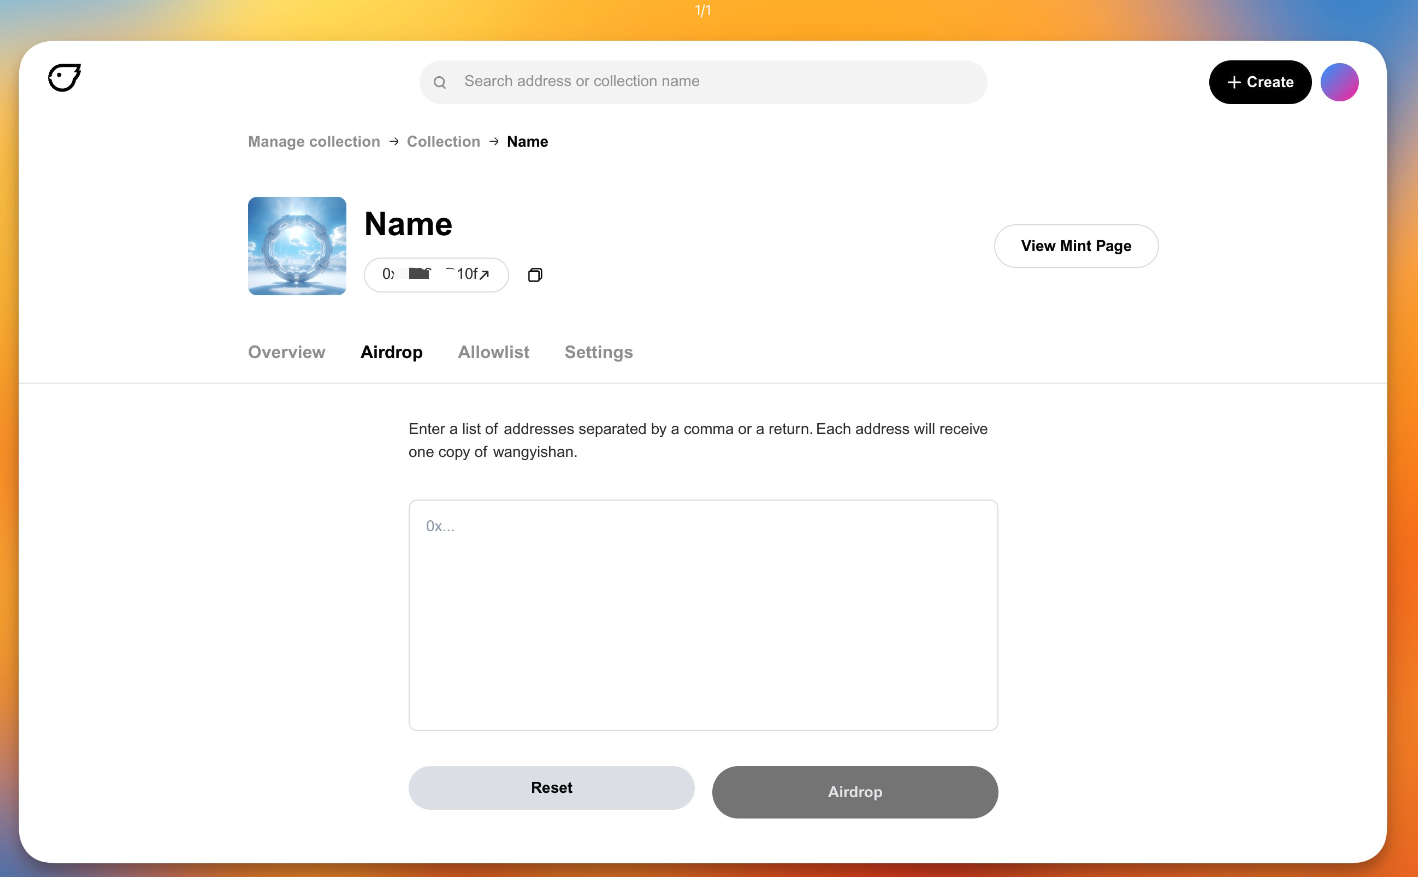 1/1
Search address or collection name
+ Create
Manage collection → Collection → Name
Name
10f↗
View Mint Page
Overview Airdrop Allowlist Settings
Enter a list of addresses separated by a comma or a return. Each address will receive
one copy of wangyishan.
0x...
Reset
Airdrop